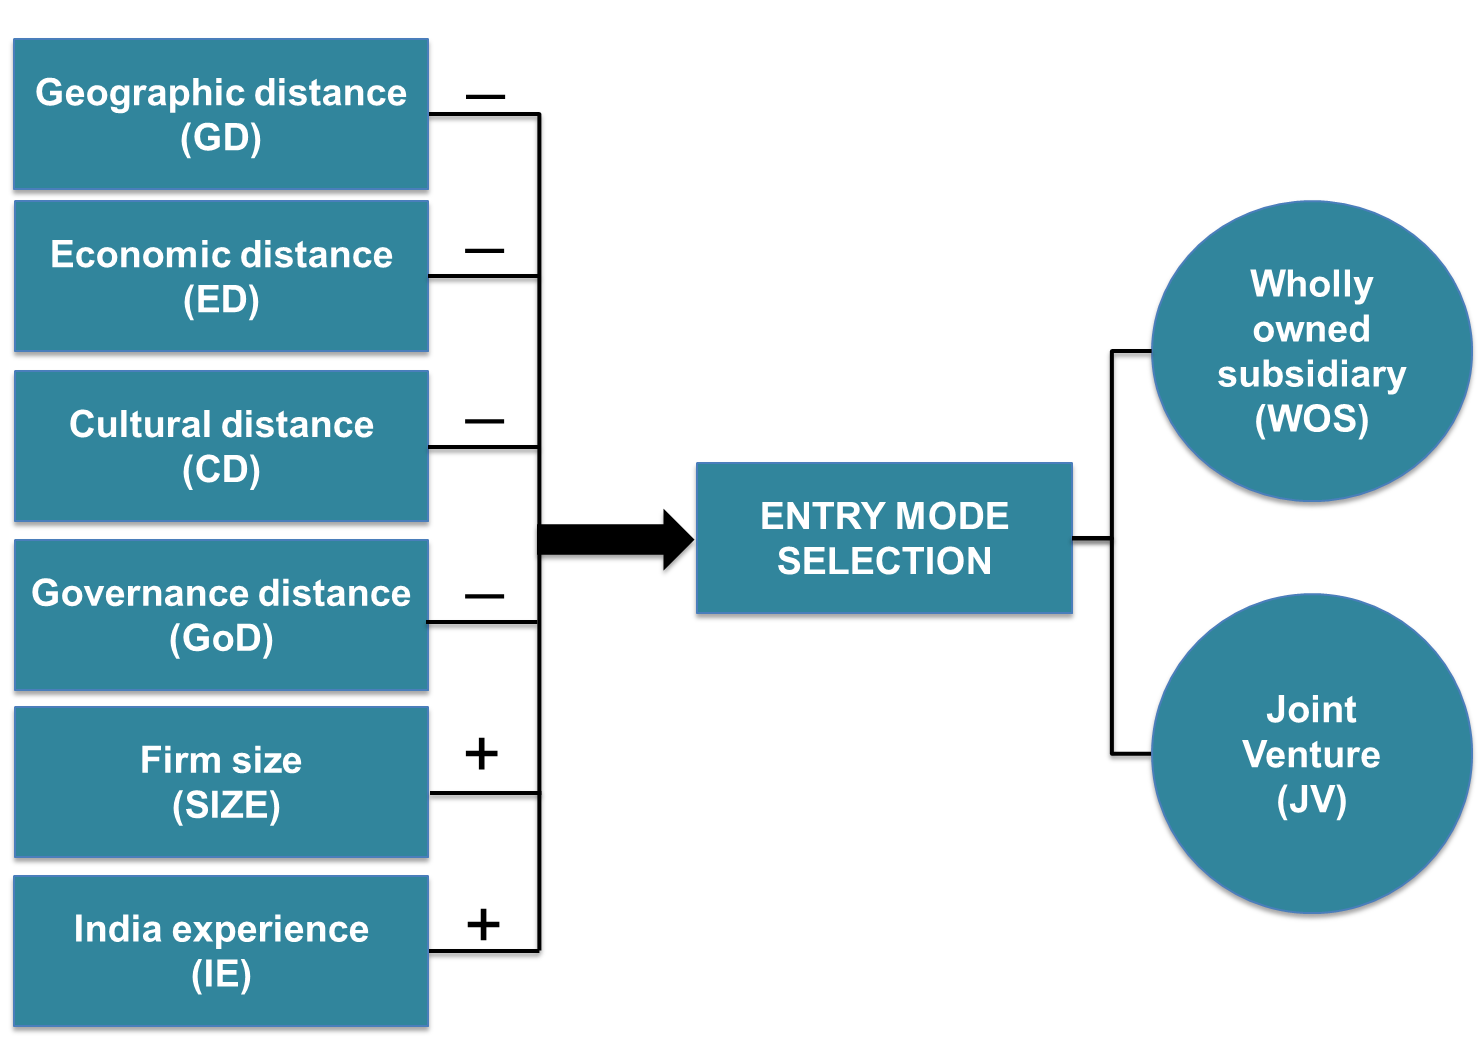 Geographic distance
(GD)
–
Economic distance
(ED)
–
Cultural distance
(CD)
–
Governance distance
(GoD)
–
Firm size
(SIZE)
+
India experience
(IE)
+
ENTRY MODE
SELECTION
Wholly
owned
subsidiary
(WOS)
Joint
Venture
(JV)